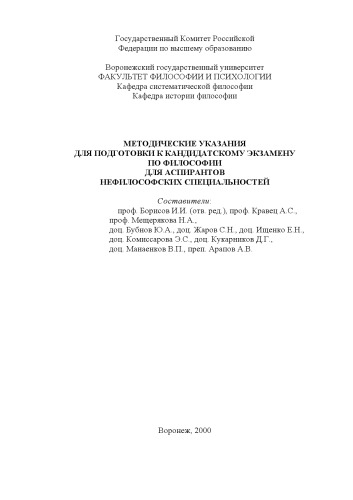 Государственный Комитет Российской
Федерации по высшему образованию
Воронежский государственный университет
ФАКУЛЬТЕТ ФИЛОСОФИИ И ПСИХОЛОГИИ
Кафедра систематической философии
Кафедра истории философии
МЕТОДИЧЕСКИЕ УКАЗАНИЯ
ДЛЯ ПОДГОТОВКИ К КАНДИДАТСКОМУ ЭКЗАМЕНУ
ПО ФИЛОСОФИИ
ДЛЯ АСПИРАНТОВ
НЕФИЛОСОФСКИХ СПЕЦИАЛЬНОСТЕЙ
Составители:
проф. Борисов И.И. (отв. ред.), проф. Кравец А.С.,
проф. Мещерякова Н.А.,
доц. Бубнов Ю.А., доц. Жаров С.Н., доц. Ищенко Е.Н.,
доц. Комиссарова Э.С., доц. Кукарников Д.Г.,
доц. Манаенков В.П., преп. Арапов А.В.
Воронеж, 2000